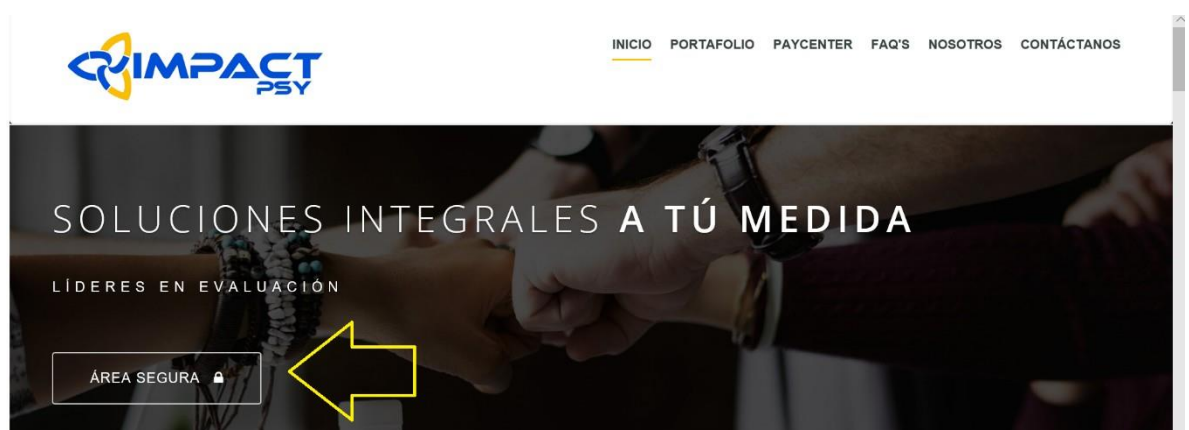 IMPACT
PSY
INICIO PORTAFOLIO PAYCENTER FAQ'S NOSOTROS CONTÁCTANOS
SOLUCIONES INTEGRALES A TÚ MEDIDA
LÍDERES EN EVALUACIÓN
ÁREA SEGURA